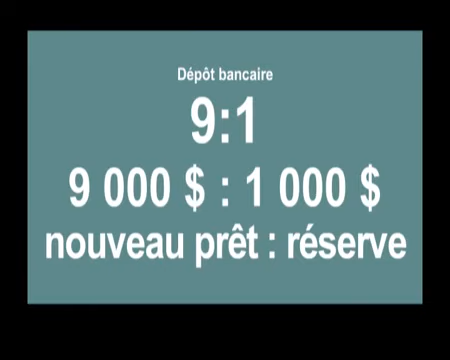 Dépôt bancaire
9:1
9 000 $ : 1 000 $
nouveau prêt : réserve